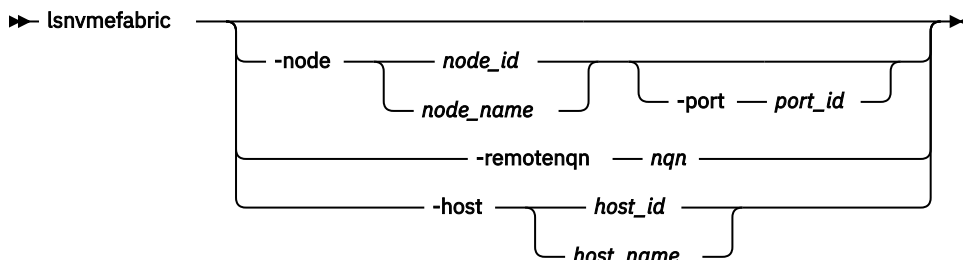 lsnvmefabric
-node node_id
node_name
-port port_id
-remotenqn nqn
-host host_id
host_name